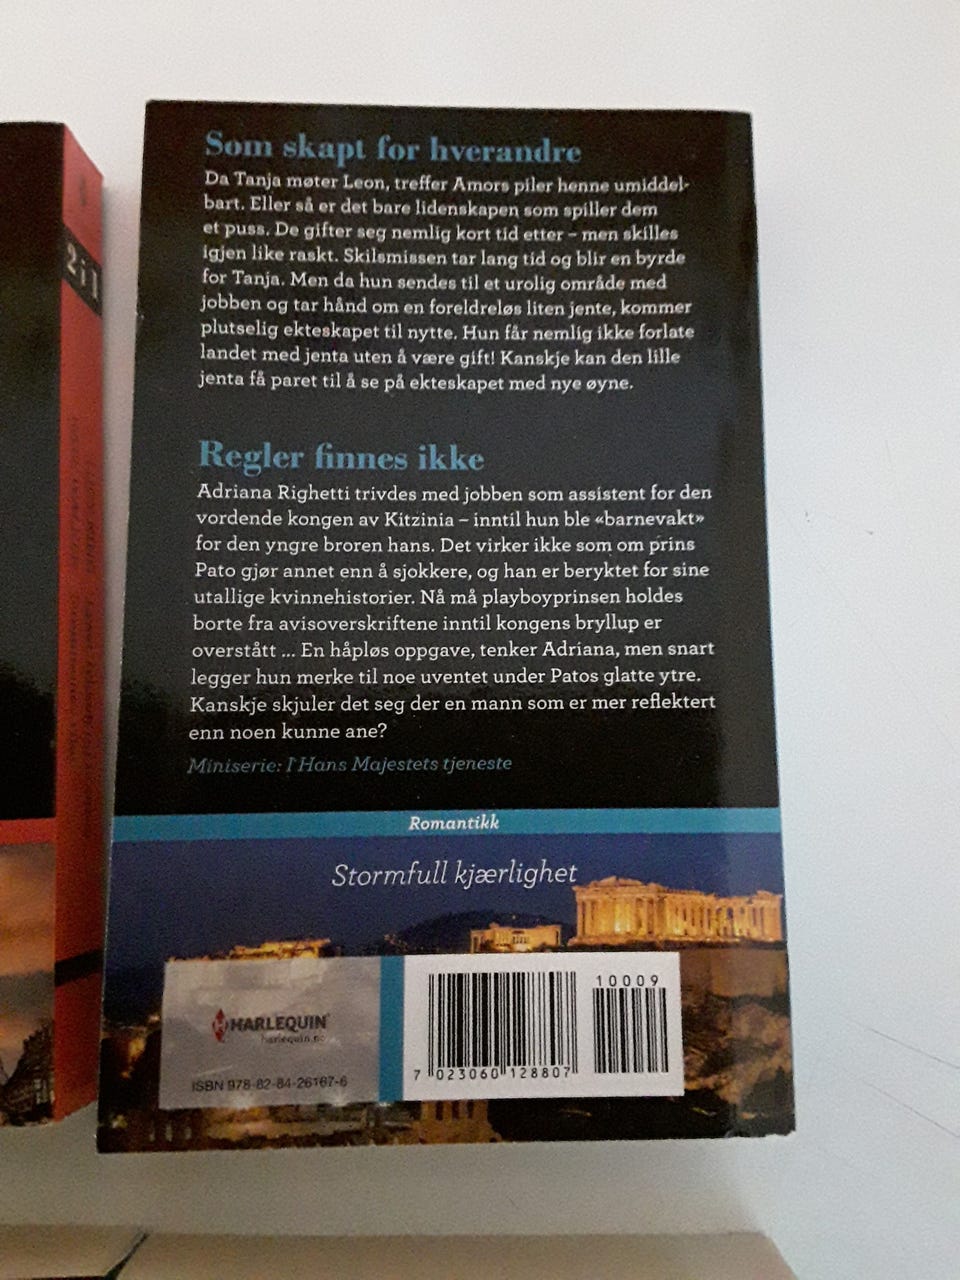 Som skapt for hverandre
Da Tanja møter Leon, treffer Amors piler henne umiddel-
bart. Eller så er det bare lidenskapen som spiller dem
et puss. De gifter seg nemlig kort tid etter – men skilles
igjen like raskt. Skilsmissen tar lang tid og blir en byrde
for Tanja. Men da hun sendes til et urolig område med
jobben og tar hånd om en foreldreløs liten jente, kommer
plutselig ekteskapet til nytte. Hun får nemlig ikke forlate
landet med jenta uten å være gift! Kanskje kan den lille
jenta få paret til å se på ekteskapet med nye øyne.
Regler finnes ikke
Adriana Righetti trivdes med jobben som assistent for den
vordende kongen av Kitzinia – inntil hun ble «barnevakt»
for den yngre broren hans. Det virker ikke som om prins
Pato gjør annet enn å sjokkere, og han er beryktet for sine
utallige kvinnehistorier. Nå må playboyprinsen holdes
borte fra avisoverskriftene inntil kongens bryllup er
overstått ... En håpløs oppgave, tenker Adriana, men snart
legger hun merke til noe uventet under Patos glatte ytre.
Kanskje skjuler det seg der en mann som er mer reflektert
enn noen kunne ane?
Miniserie: I Hans Majestets tjeneste
Romantikk
Stormfull kjærlighet
HARLEQUIN
harlequin.no
ISBN 978-82-84-26167-6
10009
7 023060 128807
2 i 1